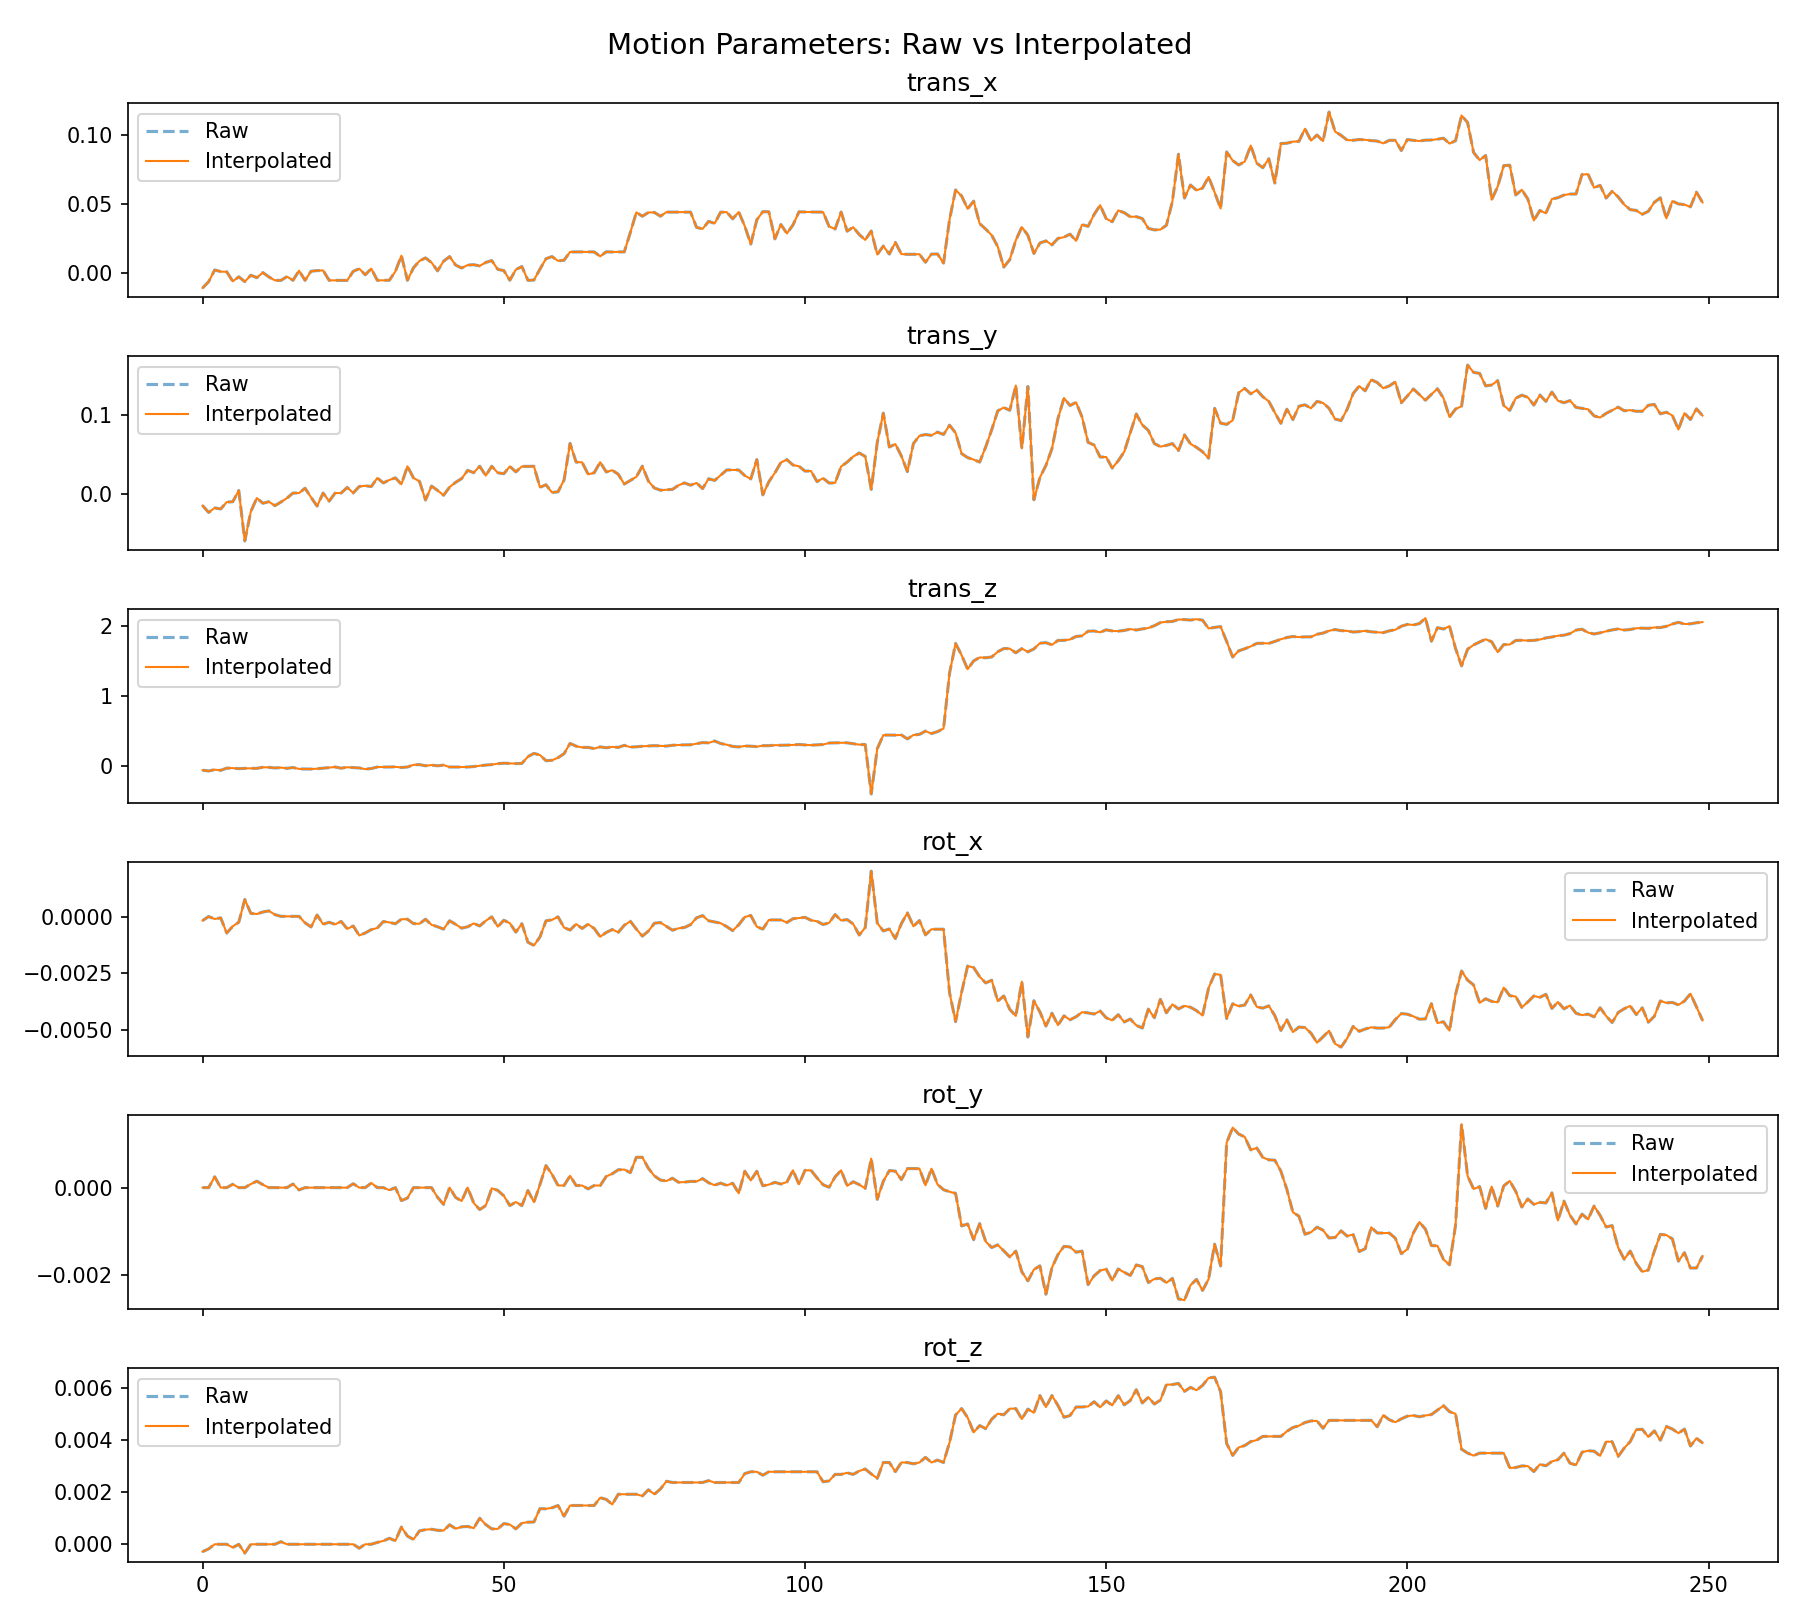 Motion Parameters: Raw vs Interpolated
trans_x
Raw
Interpolated
0.10
0.05
0.00
trans_y
Raw
Interpolated
0.1
0.0
trans_z
Raw
Interpolated
2
1
0
rot_x
Raw
Interpolated
0.0000
−0.0025
−0.0050
rot_y
Raw
Interpolated
0.000
−0.002
rot_z
Raw
Interpolated
0.006
0.004
0.002
0.000
0 50 100 150 200 250